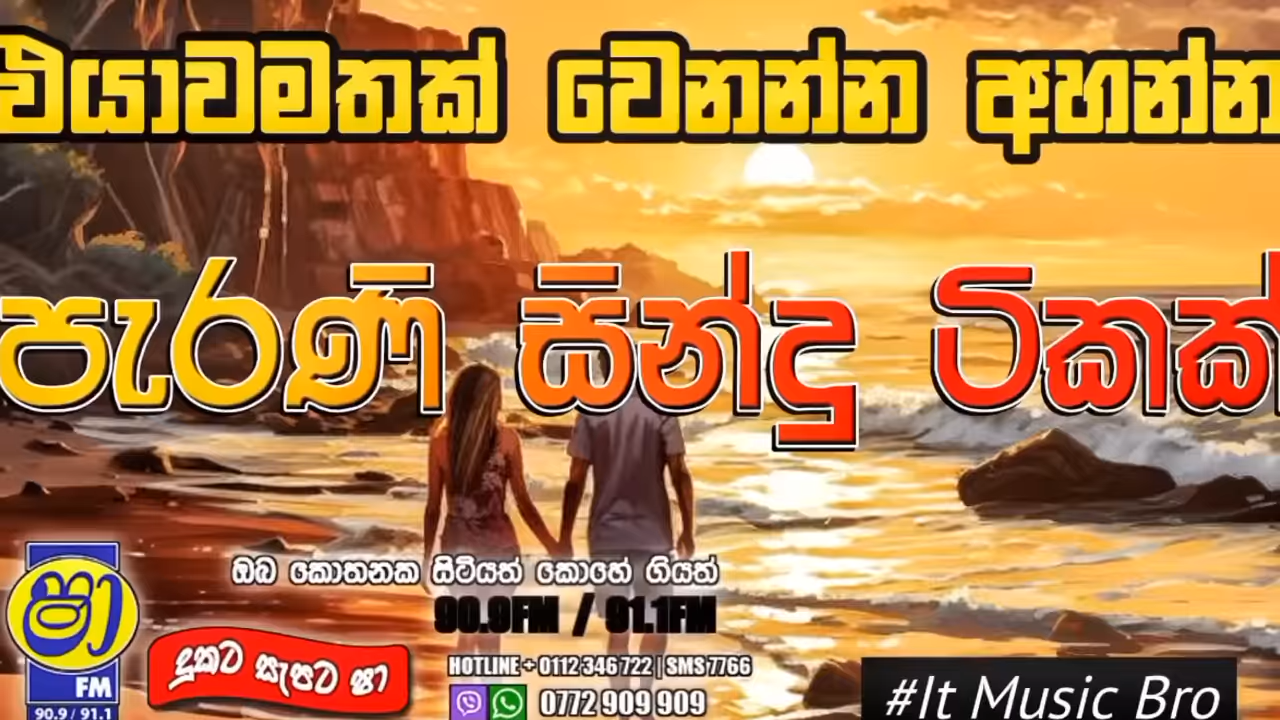 එයාවමතක් වෙනන්න අහන්න
පැරණි සින්දු ටිකක්
ඔබ කොතනක සිටියත් කොහේ ගියත්
90.9FM / 91.1FM
ෂා
FM
90.9 / 91.1
දුකට සැපට ෂා
HOTLINE + 0112 346 722 | SMS 7766
0772 909 909
#It Music Bro